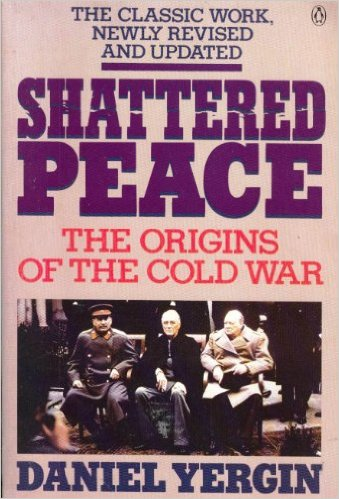 THE CLASSIC WORK,
NEWLY REVISED
AND UPDATED
SHATTERED
PEACE
THE ORIGINS
OF THE COLD WAR
DANIEL YERGIN